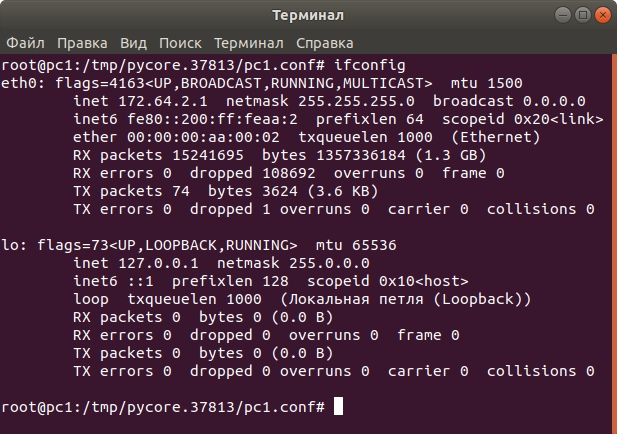 Терминал
Файл Правка Вид Поиск Терминал Справка
root@pc1:/tmp/pycore.37813/pc1.conf# ifconfig
eth0: flags=4163<UP,BROADCAST,RUNNING,MULTICAST>  mtu 1500
        inet 172.64.2.1  netmask 255.255.255.0  broadcast 0.0.0.0
        inet6 fe80::200:ff:feaa:2  prefixlen 64  scopeid 0x20<link>
        ether 00:00:00:aa:00:02  txqueuelen 1000  (Ethernet)
        RX packets 15241695  bytes 1357336184 (1.3 GB)
        RX errors 0  dropped 108692  overruns 0  frame 0
        TX packets 74  bytes 3624 (3.6 KB)
        TX errors 0  dropped 1 overruns 0  carrier 0  collisions 0
lo: flags=73<UP,LOOPBACK,RUNNING>  mtu 65536
        inet 127.0.0.1  netmask 255.0.0.0
        inet6 ::1  prefixlen 128  scopeid 0x10<host>
        loop  txqueuelen 1000  (Локальная петля (Loopback))
        RX packets 0  bytes 0 (0.0 B)
        RX errors 0  dropped 0  overruns 0  frame 0
        TX packets 0  bytes 0 (0.0 B)
        TX errors 0  dropped 0 overruns 0  carrier 0  collisions 0
root@pc1:/tmp/pycore.37813/pc1.conf#